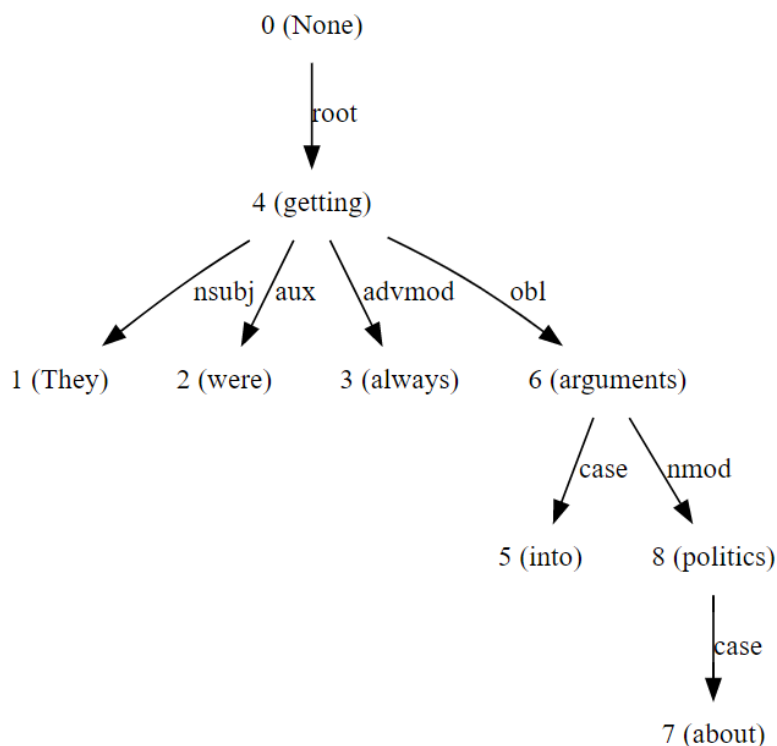 0 (None)
root
4 (getting)
nsubj aux advmod obl
1 (They) 2 (were) 3 (always) 6 (arguments)
case nmod
5 (into) 8 (politics)
case
7 (about)